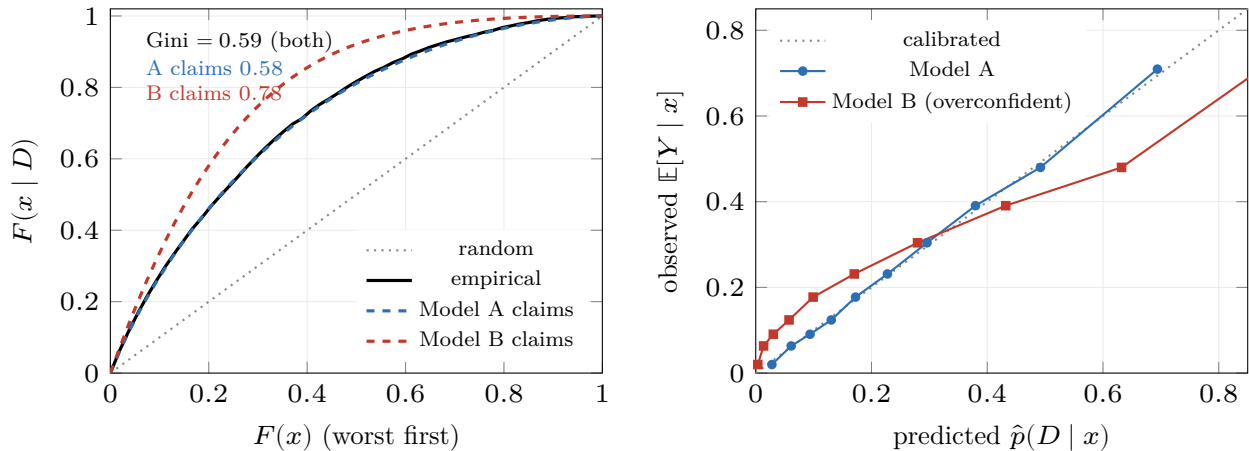 Gini = 0.59 (both)
A claims 0.58
B claims 0.78
random
empirical
Model A claims
Model B claims
0
0.2
0.4
0.6
0.8
1
0
0.2
0.4
0.6
0.8
1
F(x) (worst first)
F(x | D)
calibrated
Model A
Model B (overconfident)
0
0.2
0.4
0.6
0.8
0
0.2
0.4
0.6
0.8
predicted p̂(D | x)
observed 𝔼[Y | x]